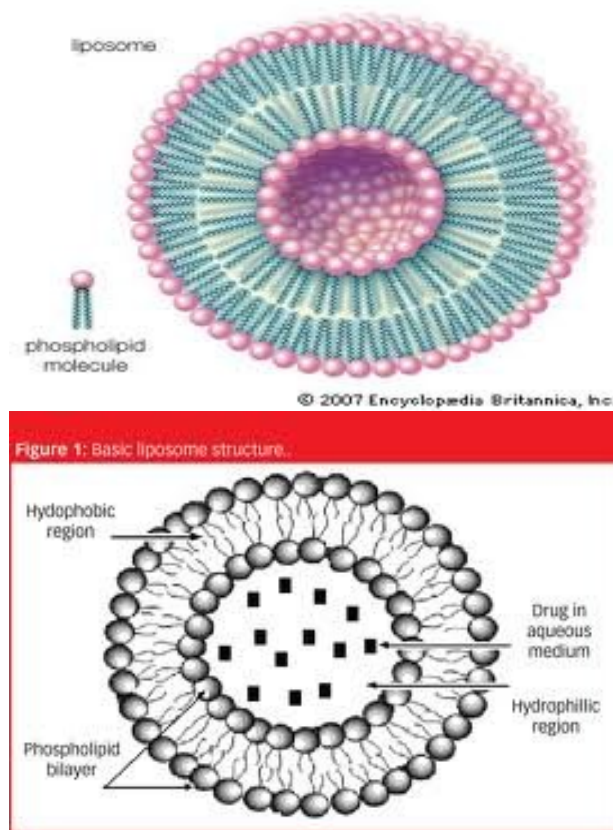 liposome
phospholipid
molecule
© 2007 Encyclopædia Britannica, Inc
Figure 1: Basic liposome structure..
Hydophobic
region
Drug in
aqueous
medium
Hydrophillic
region
Phospholipid
bilayer